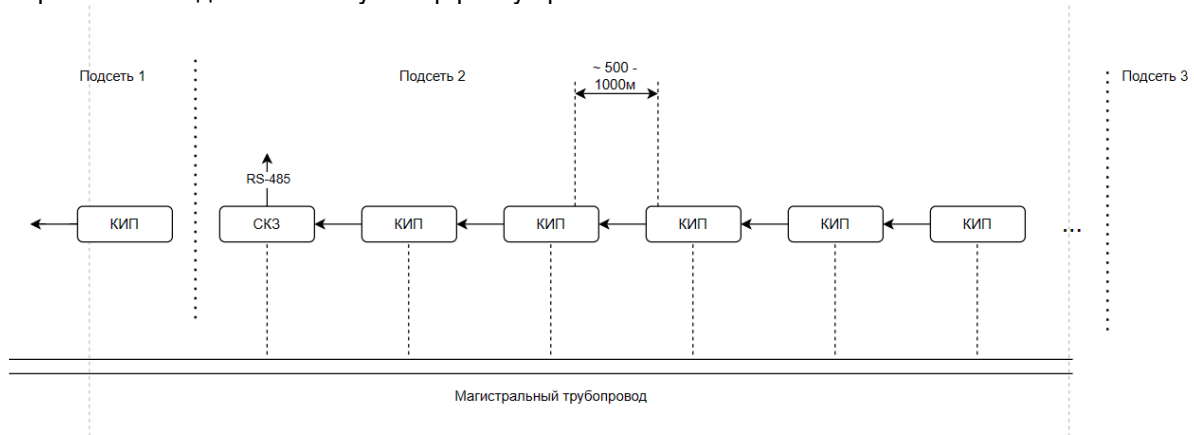 Подсеть 1
Подсеть 2
~ 500 -
1000м
Подсеть 3
RS-485
КИП
СКЗ
КИП
КИП
КИП
КИП
КИП
...
Магистральный трубопровод